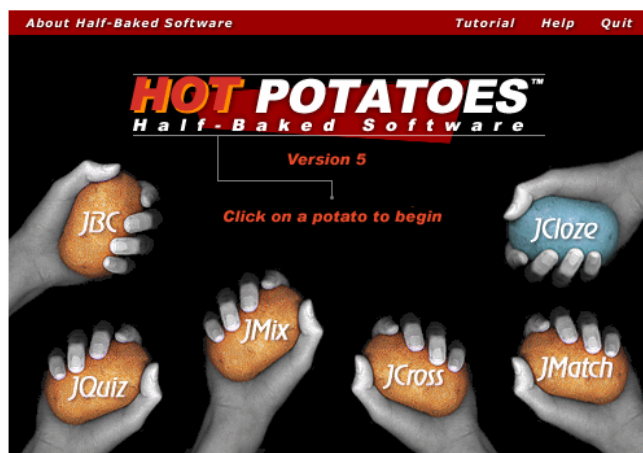 About Half-Baked Software Tutorial Help Quit
HOT POTATOES™
Half-Baked Software
Version 5
Click on a potato to begin
JBC
JCloze
JMix
JQuiz
JCross
JMatch